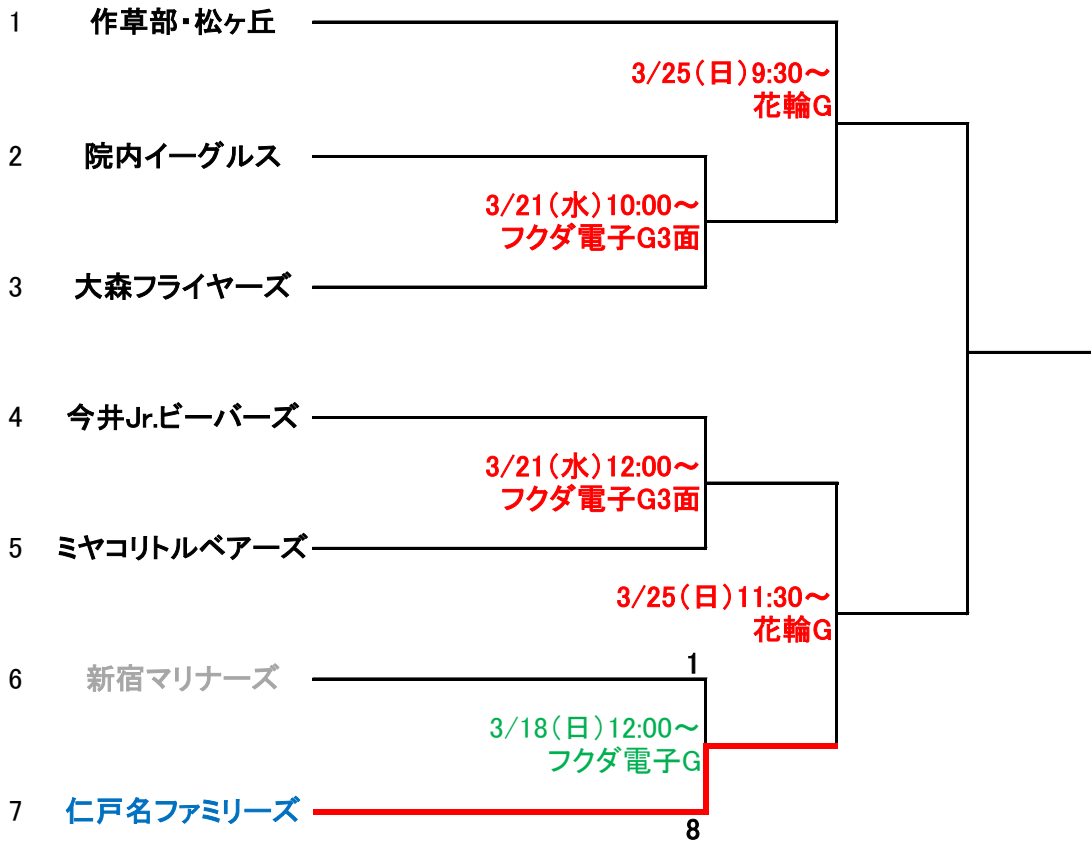 1 作草部・松ヶ丘
3/25(日)9:30～
花輪G
2 院内イーグルス
3/21(水)10:00～
フクダ電子G3面
3 大森フライヤーズ
4 今井Jr.ビーバーズ
3/21(水)12:00～
フクダ電子G3面
5 ミヤコリトルベアーズ
3/25(日)11:30～
花輪G
1
6 新宿マリナーズ
3/18(日)12:00～
フクダ電子G
7 仁戸名ファミリーズ
8